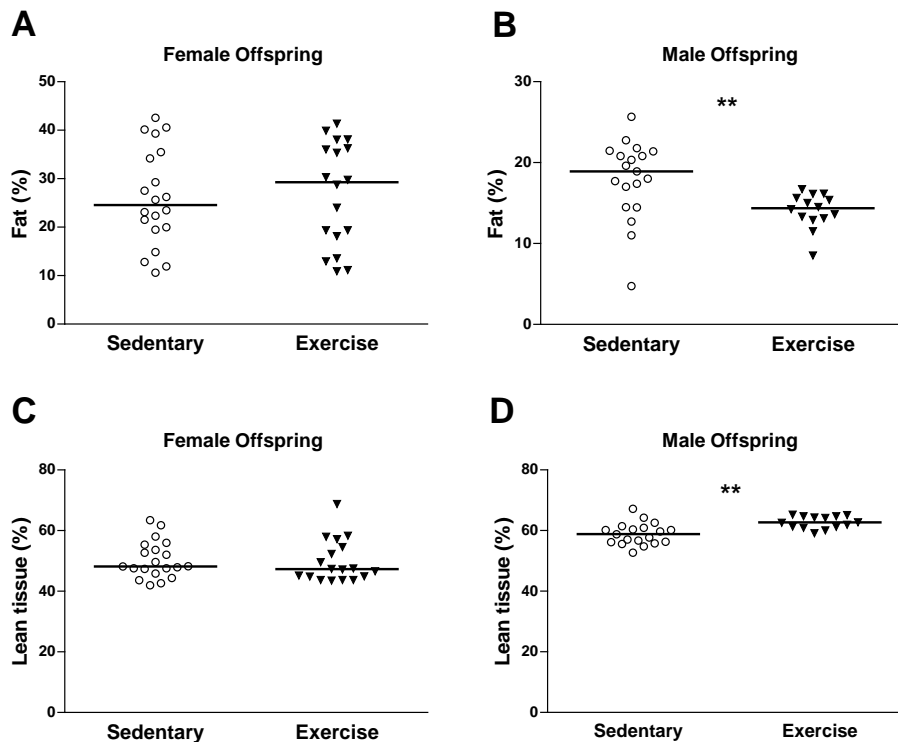 A
Female Offspring
50
40
30
20
10
0
Fat (%)
Sedentary
Exercise
B
Male Offspring
**
30
20
10
0
Fat (%)
Sedentary
Exercise
C
Female Offspring
80
60
40
20
0
Lean tissue (%)
Sedentary
Exercise
D
Male Offspring
**
80
60
40
20
0
Lean tissue (%)
Sedentary
Exercise